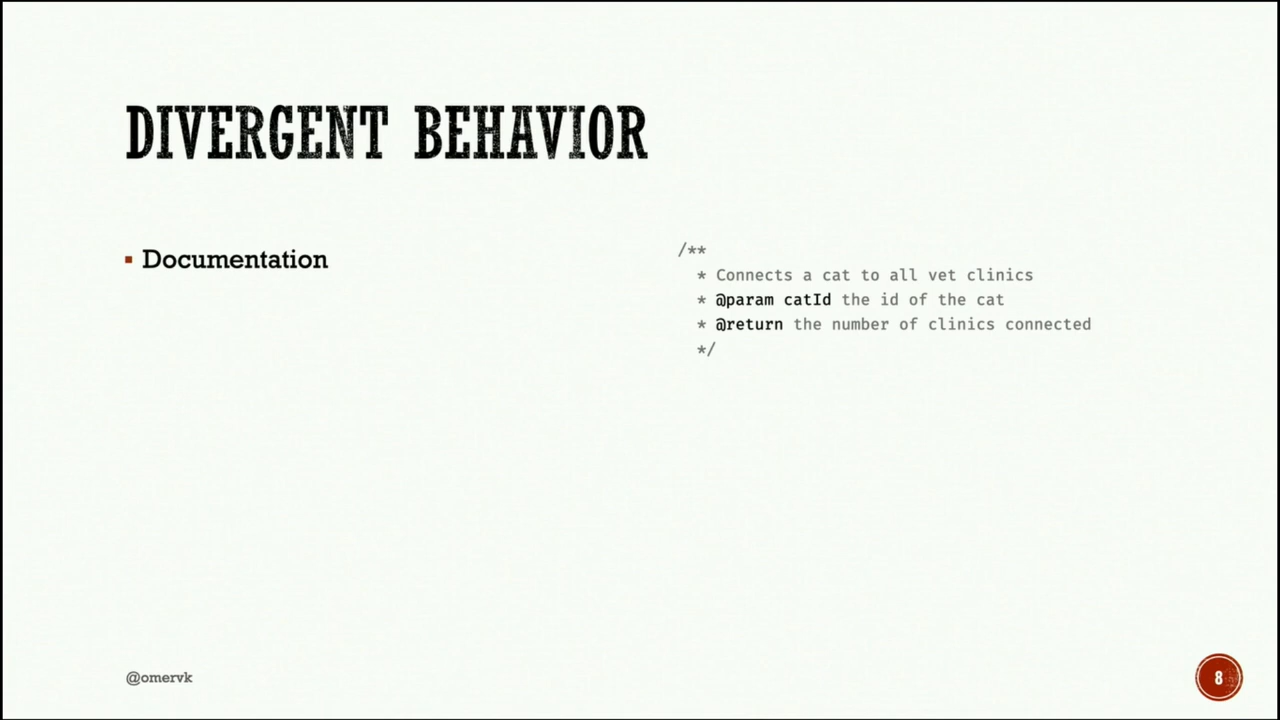 DIVERGENT BEHAVIOR
Documentation
/**
* Connects a cat to all vet clinics
* @param catId the id of the cat
* @return the number of clinics connected
*/
@omervk
8